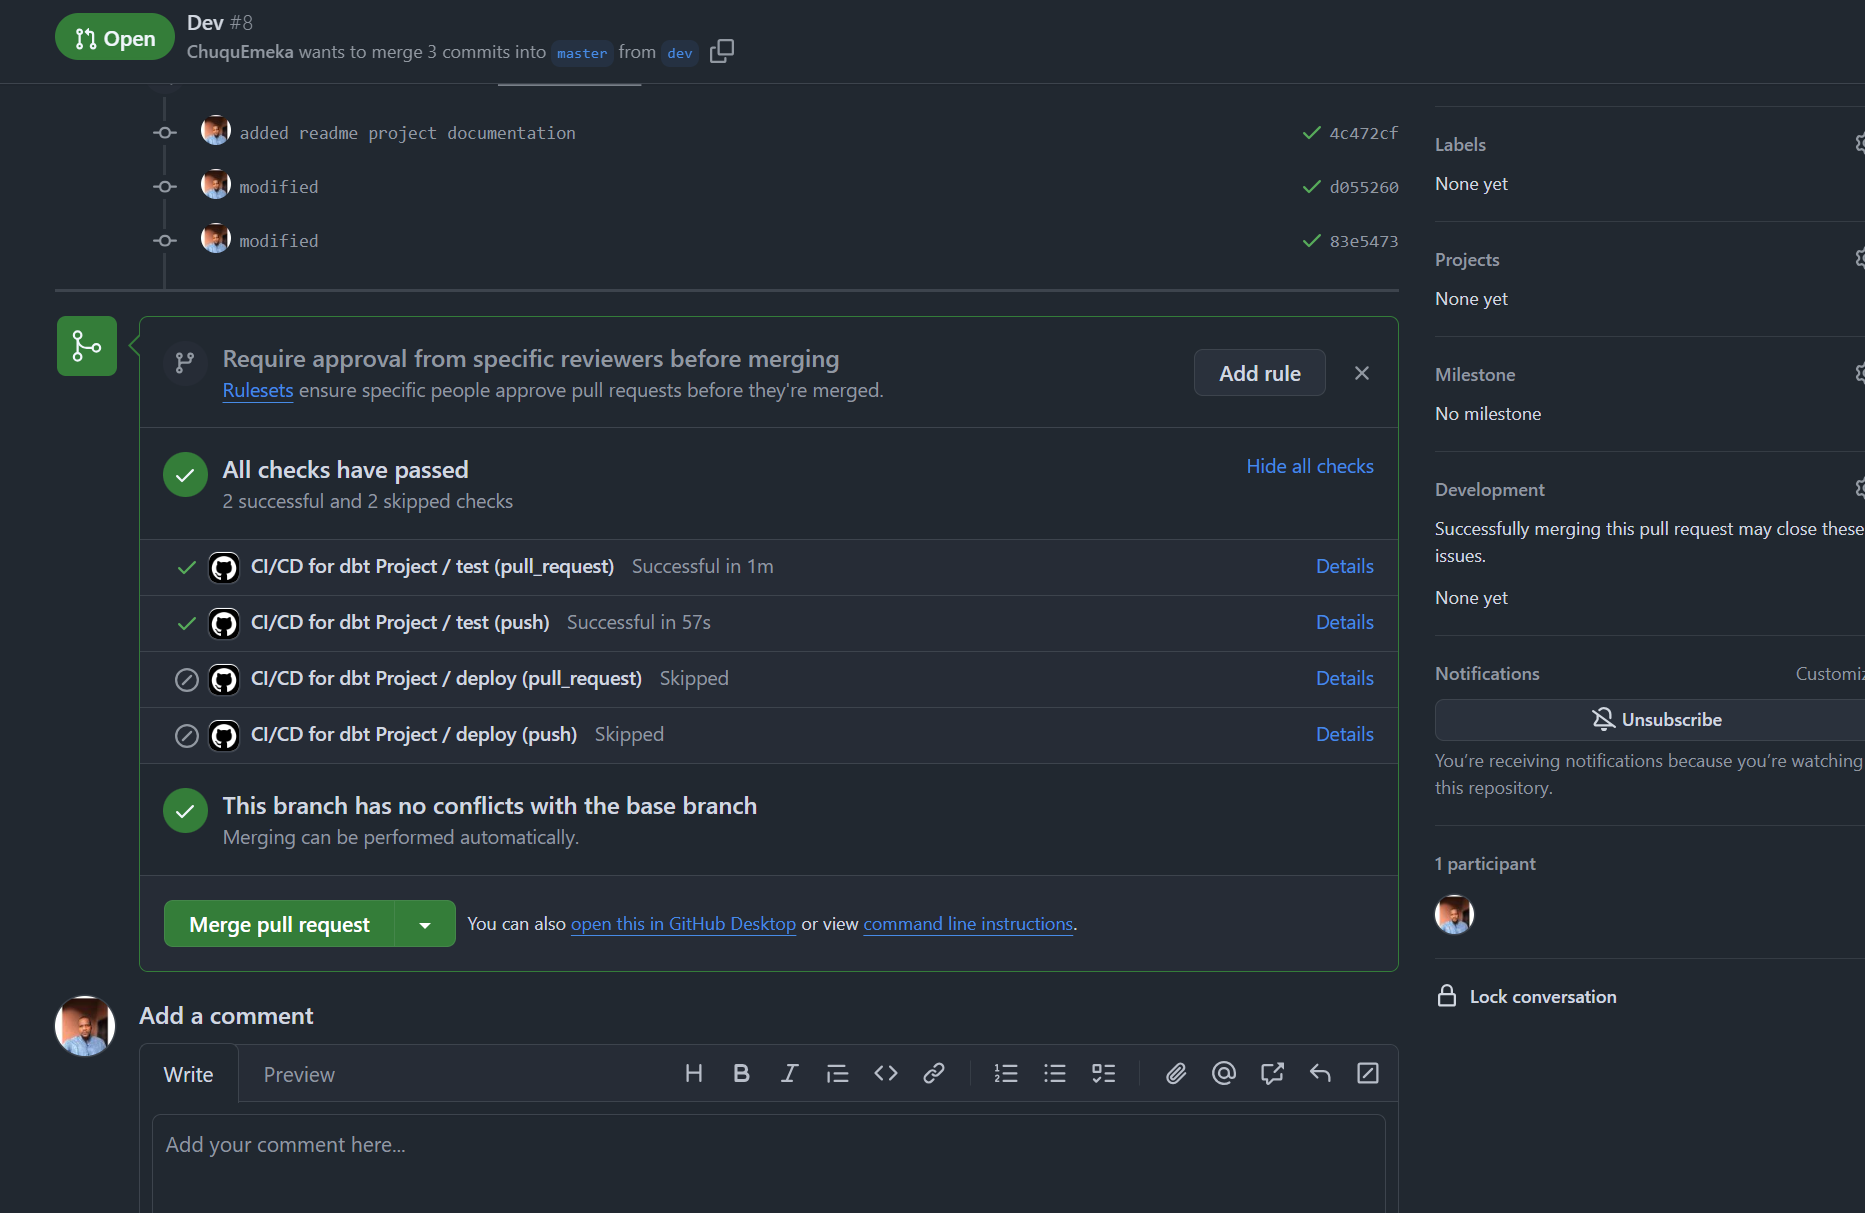 Open
Dev #8
ChuquEmeka wants to merge 3 commits into master from dev
added readme project documentation
4c472cf
modified
d055260
modified
83e5473
Require approval from specific reviewers before merging
Rulesets ensure specific people approve pull requests before they're merged.
Add rule
All checks have passed
2 successful and 2 skipped checks
Hide all checks
CI/CD for dbt Project / test (pull_request) Successful in 1m
Details
CI/CD for dbt Project / test (push) Successful in 57s
Details
CI/CD for dbt Project / deploy (pull_request) Skipped
Details
CI/CD for dbt Project / deploy (push) Skipped
Details
This branch has no conflicts with the base branch
Merging can be performed automatically.
Merge pull request
You can also open this in GitHub Desktop or view command line instructions.
Add a comment
Write
Preview
Add your comment here...
Labels
None yet
Projects
None yet
Milestone
No milestone
Development
Successfully merging this pull request may close these
issues.
None yet
Notifications
Customiz
Unsubscribe
You're receiving notifications because you're watching
this repository.
1 participant
Lock conversation